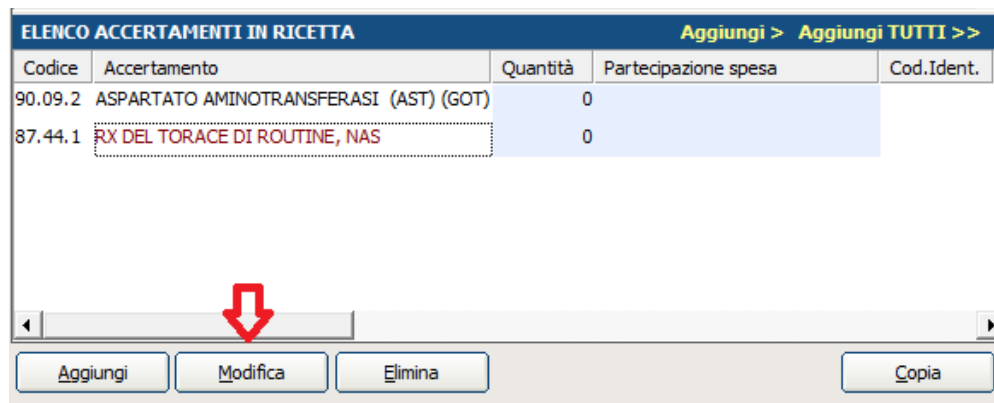 ELENCO ACCERTAMENTI IN RICETTA Aggiungi > Aggiungi TUTTI >>
Codice Accertamento Quantità Partecipazione spesa Cod.Ident.
90.09.2 ASPARTATO AMINOTRANSFERASI (AST) (GOT) 0
87.44.1 RX DEL TORACE DI ROUTINE, NAS 0
Aggiungi Modifica Elimina Copia